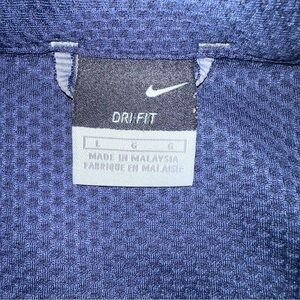 DRI-FIT
L G G
MADE IN MALAYSIA
FABRIQUE EN MALAISIE